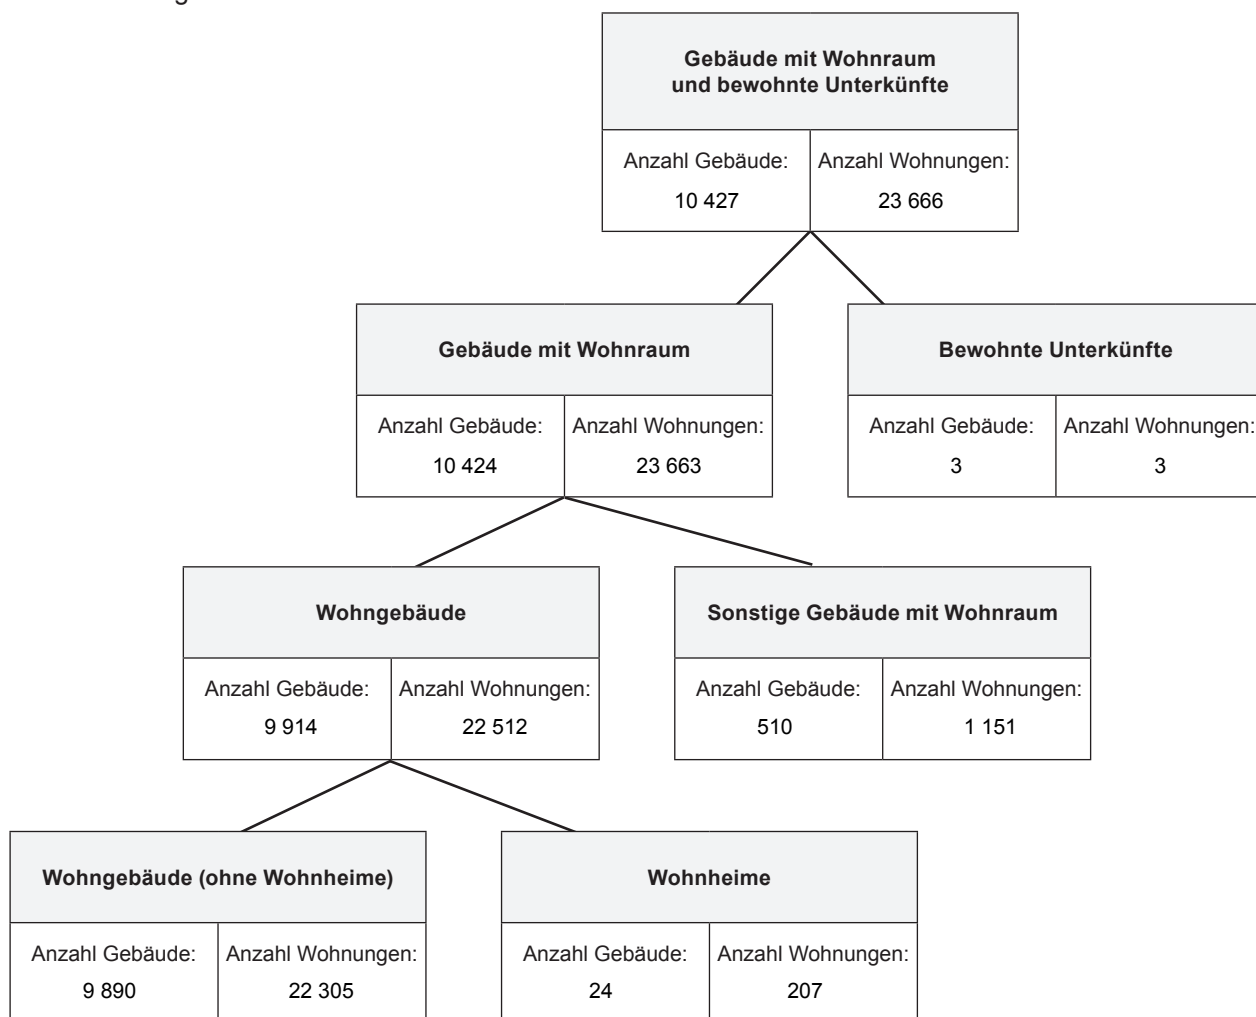 Gebäude mit Wohnraum
und bewohnte Unterkünfte
Anzahl Gebäude: Anzahl Wohnungen:
10 427 23 666
Gebäude mit Wohnraum Bewohnte Unterkünfte
Anzahl Gebäude: Anzahl Wohnungen: Anzahl Gebäude: Anzahl Wohnungen:
10 424 23 663 3 3
Wohngebäude Sonstige Gebäude mit Wohnraum
Anzahl Gebäude: Anzahl Wohnungen: Anzahl Gebäude: Anzahl Wohnungen:
9 914 22 512 510 1 151
Wohngebäude (ohne Wohnheime) Wohnheime
Anzahl Gebäude: Anzahl Wohnungen: Anzahl Gebäude: Anzahl Wohnungen:
9 890 22 305 24 207